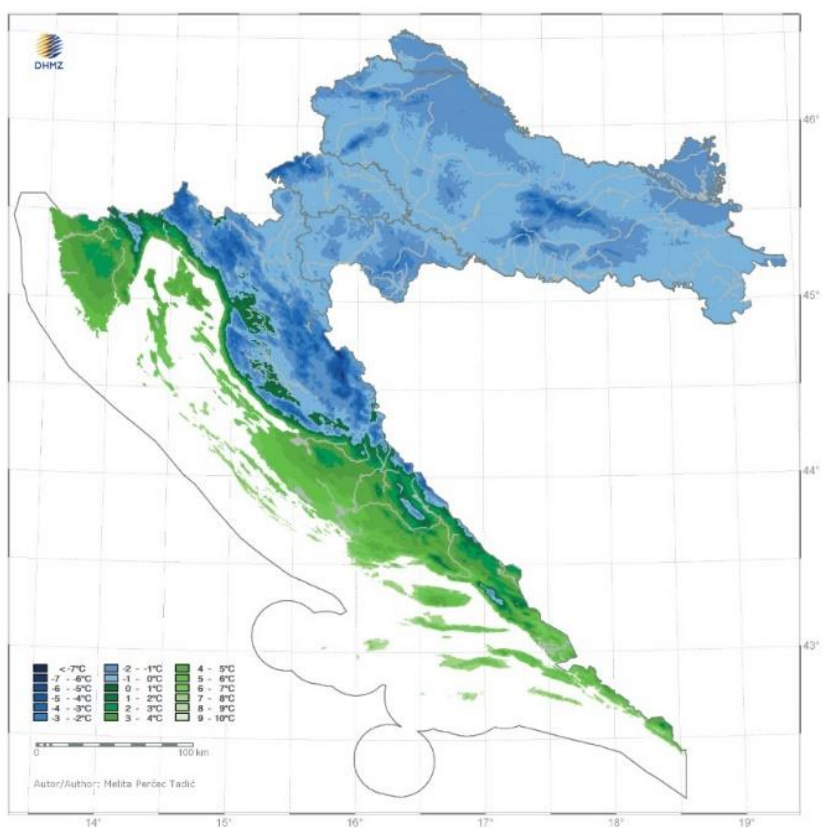 DHMZ
46°
45°
44°
43°
< -7°C
-7 - -6°C
-6 - -5°C
-5 - -4°C
-4 - -3°C
-3 - -2°C
-2 - -1°C
-1 - 0°C
0 - 1°C
1 - 2°C
2 - 3°C
3 - 4°C
4 - 5°C
5 - 6°C
6 - 7°C
7 - 8°C
8 - 9°C
9 - 10°C
0 100 km
Autor/Author: Melita Perčec Tadić
14° 15° 16° 17° 18° 19°